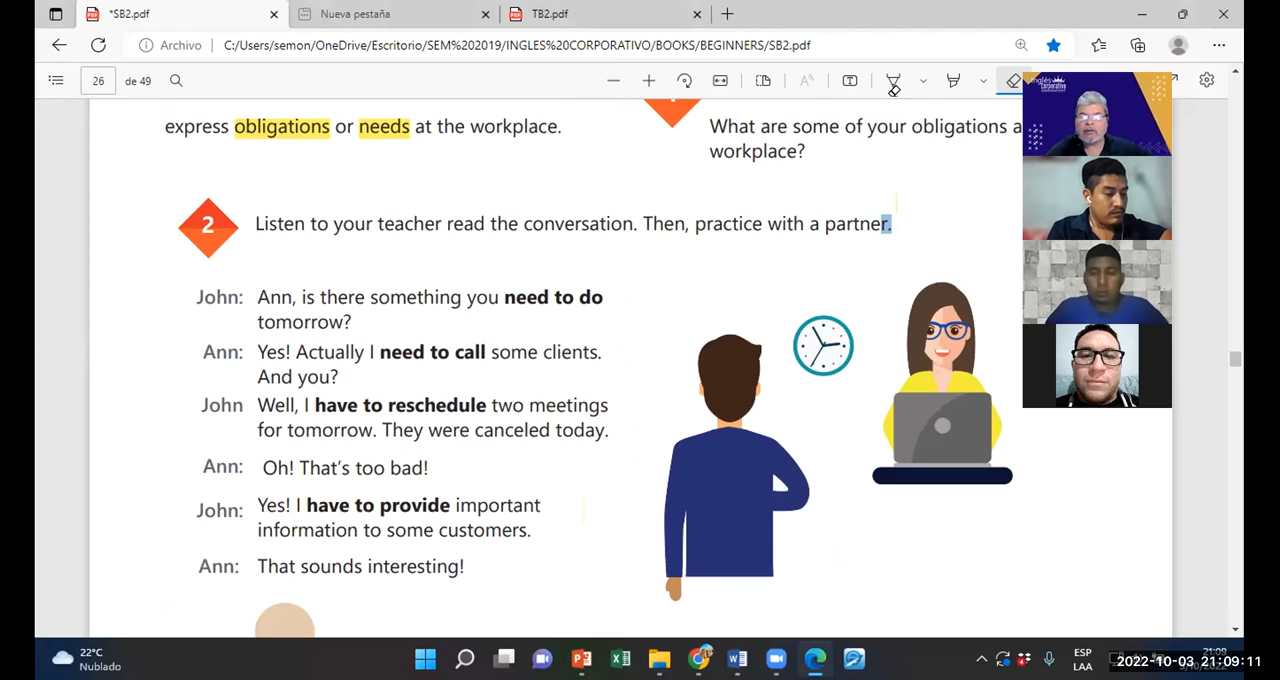 *SB2.pdf
Nueva pestaña
TB2.pdf
Archivo
C:/Users/semon/OneDrive/Escritorio/SEM%202019/INGLES%20CORPORATIVO/BOOKS/BEGINNERS/SB2.pdf
26
de 49
express obligations or needs at the workplace.
What are some of your obligations a
workplace?
2
Listen to your teacher read the conversation. Then, practice with a partner.
John: Ann, is there something you need to do
tomorrow?
Ann: Yes! Actually I need to call some clients.
And you?
John Well, I have to reschedule two meetings
for tomorrow. They were canceled today.
Ann: Oh! That's too bad!
John: Yes! I have to provide important
information to some customers.
Ann: That sounds interesting!
Inglés
Corporativo
22°C
Nublado
ESP
LAA
21:09
2022-10-03 21:09:11